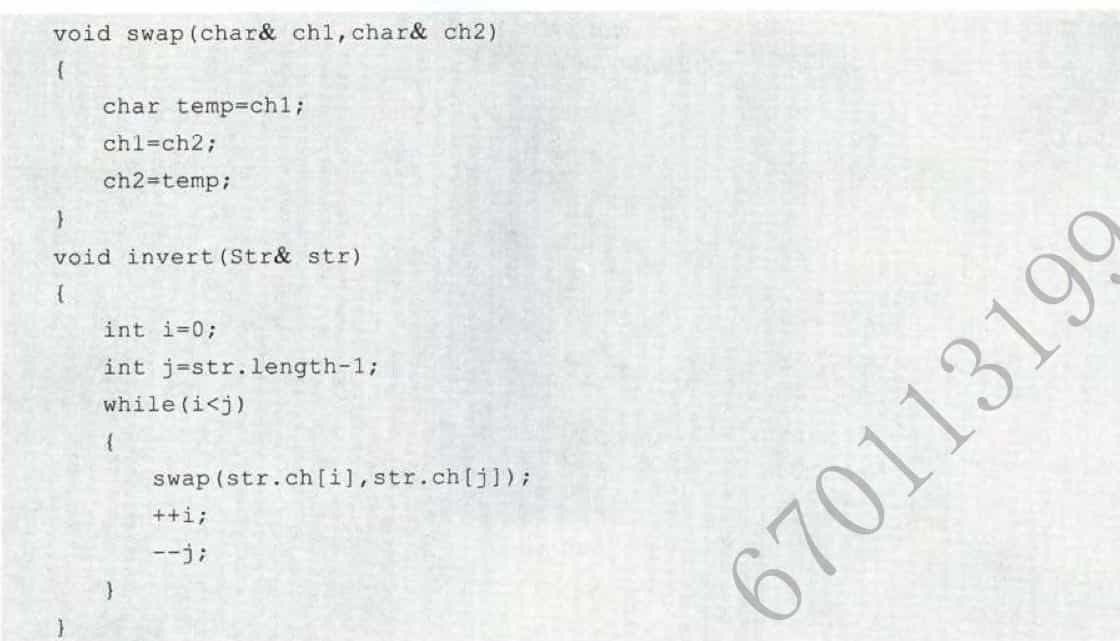 void swap(char& ch1,char& ch2)
{
char temp=ch1;
ch1=ch2;
ch2=temp;
}
void invert(Str& str)
{
int i=0;
int j=str.length-1;
while(i<j)
{
swap(str.ch[i],str.ch[j]);
++i;
--j;
}
}
670113199